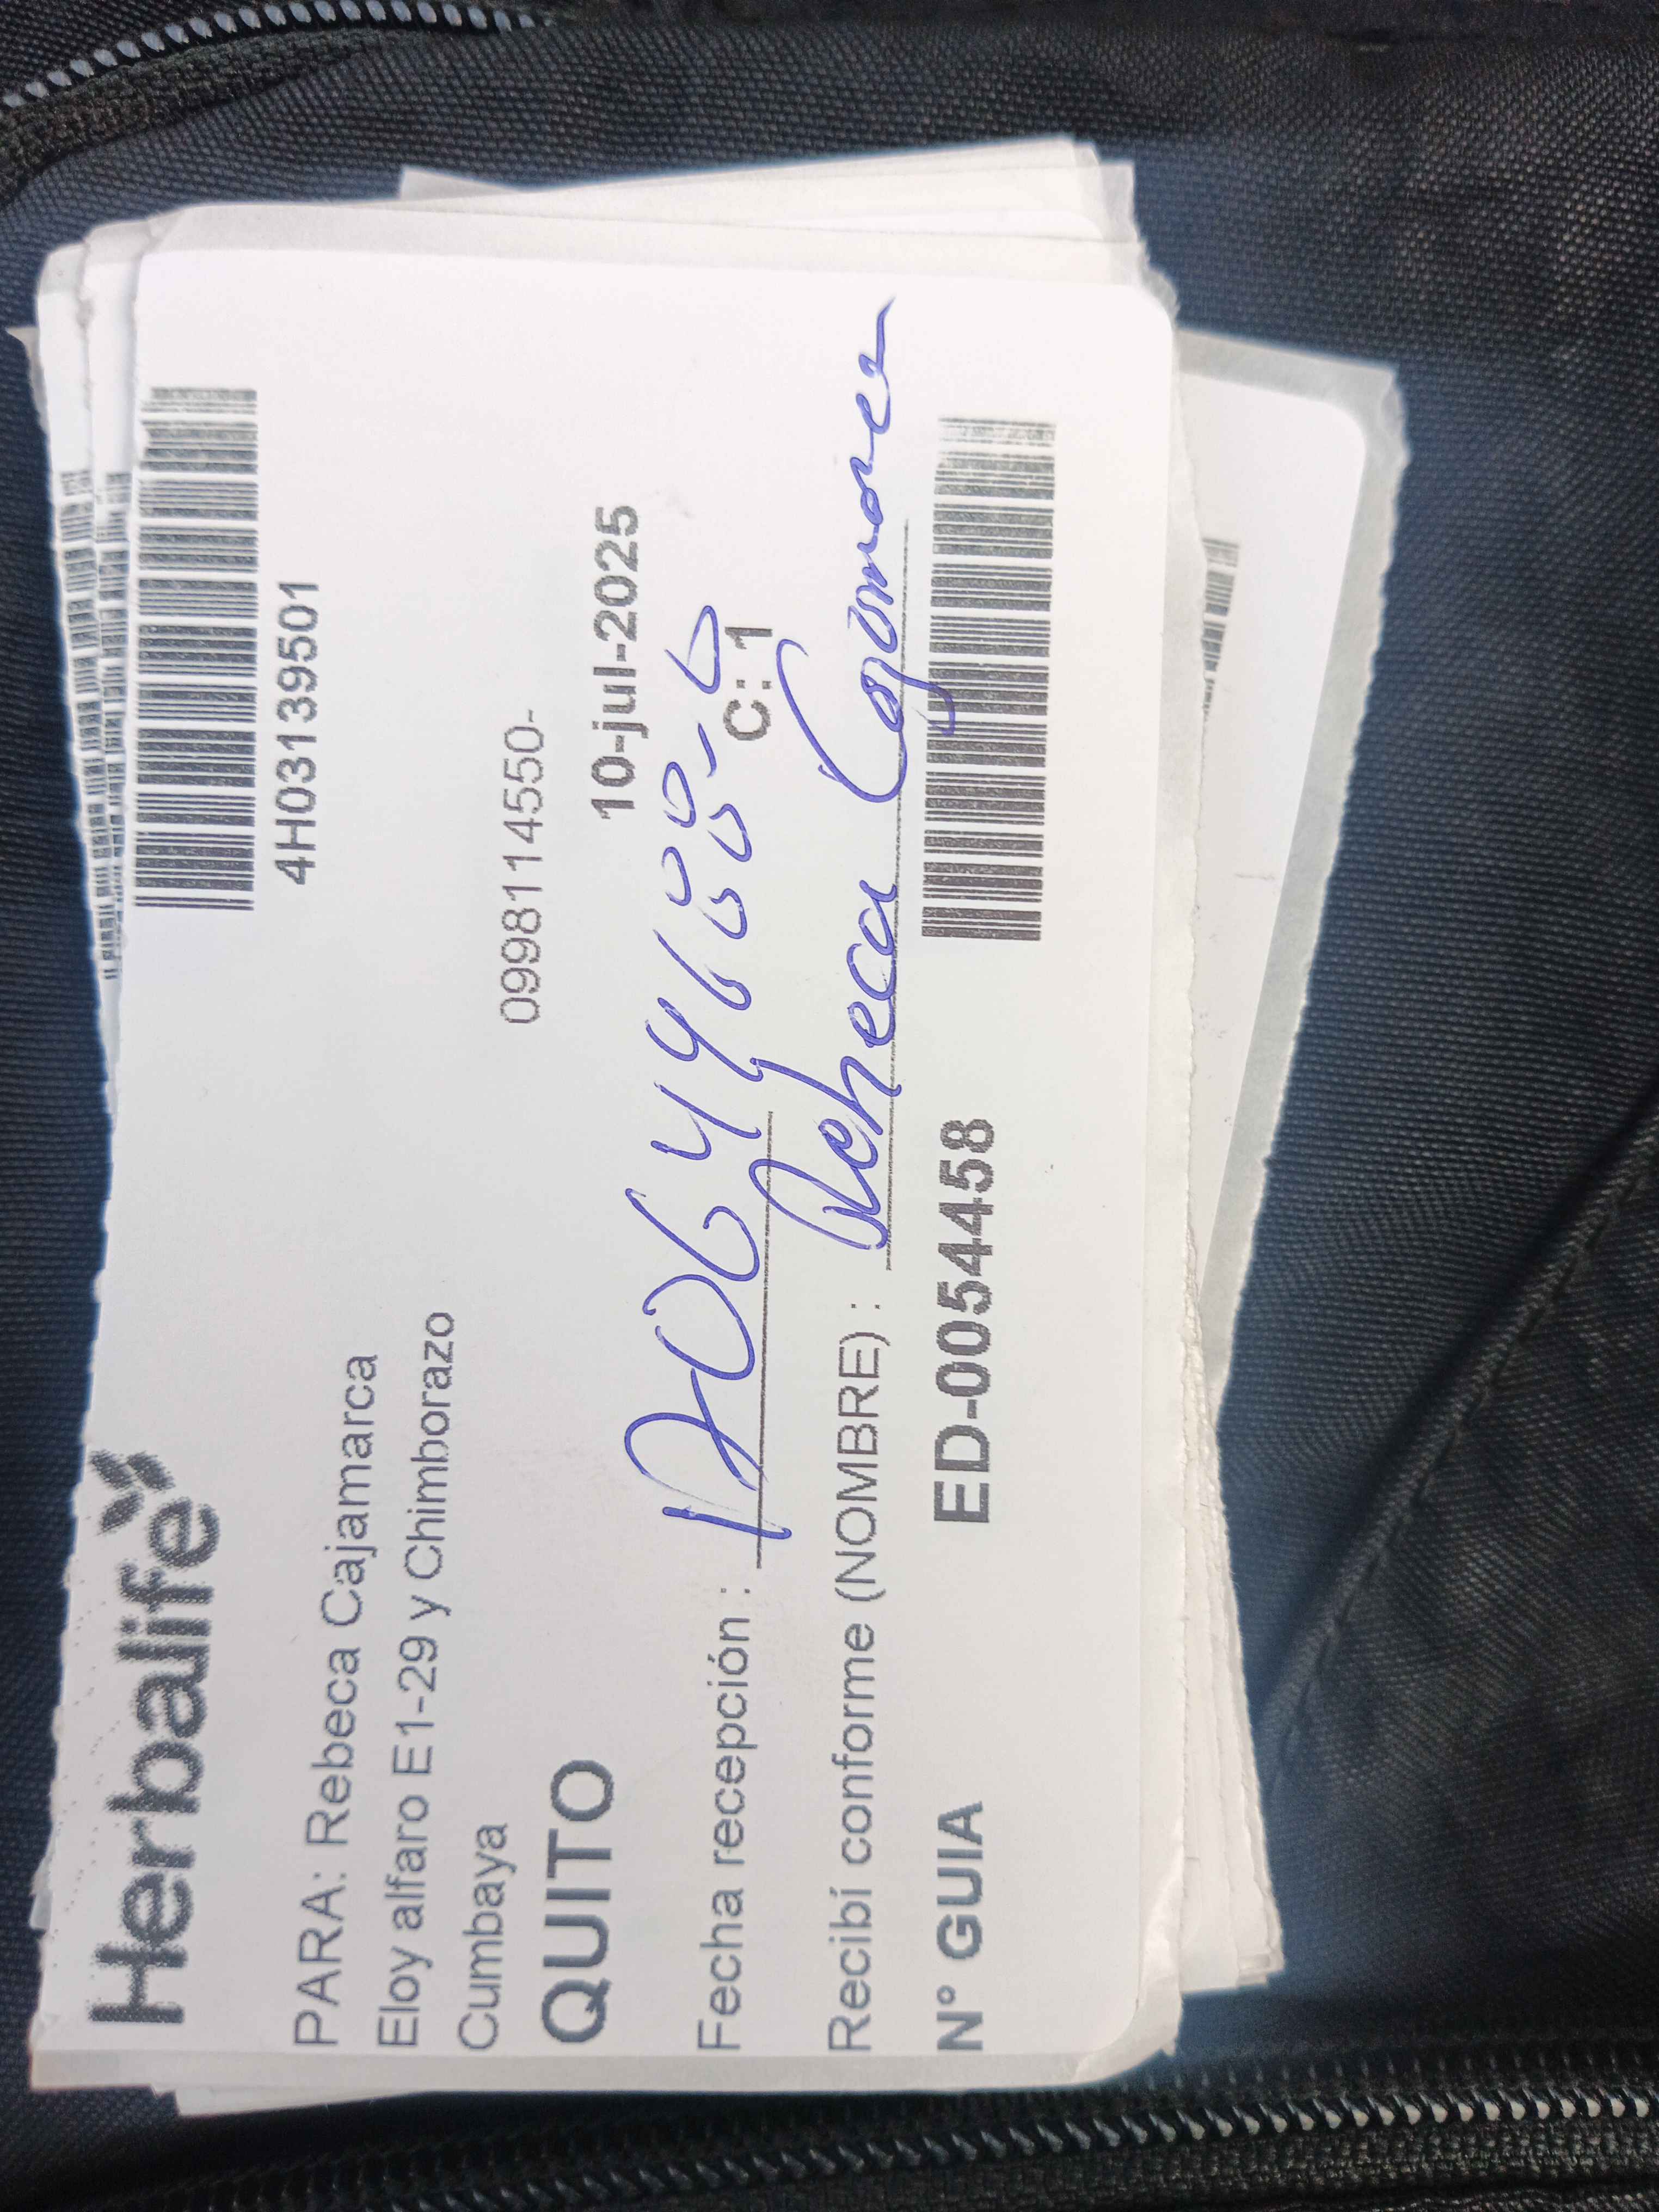 Herbalife
4H03139501
PARA: Rebeca Cajamarca
Eloy alfaro E1-29 y Chimborazo
Cumbaya
0998114550-
QUITO
10-jul-2025
Fecha recepción :
C: 1
Recibí conforme (NOMBRE) :
N° GUIA ED-0054458